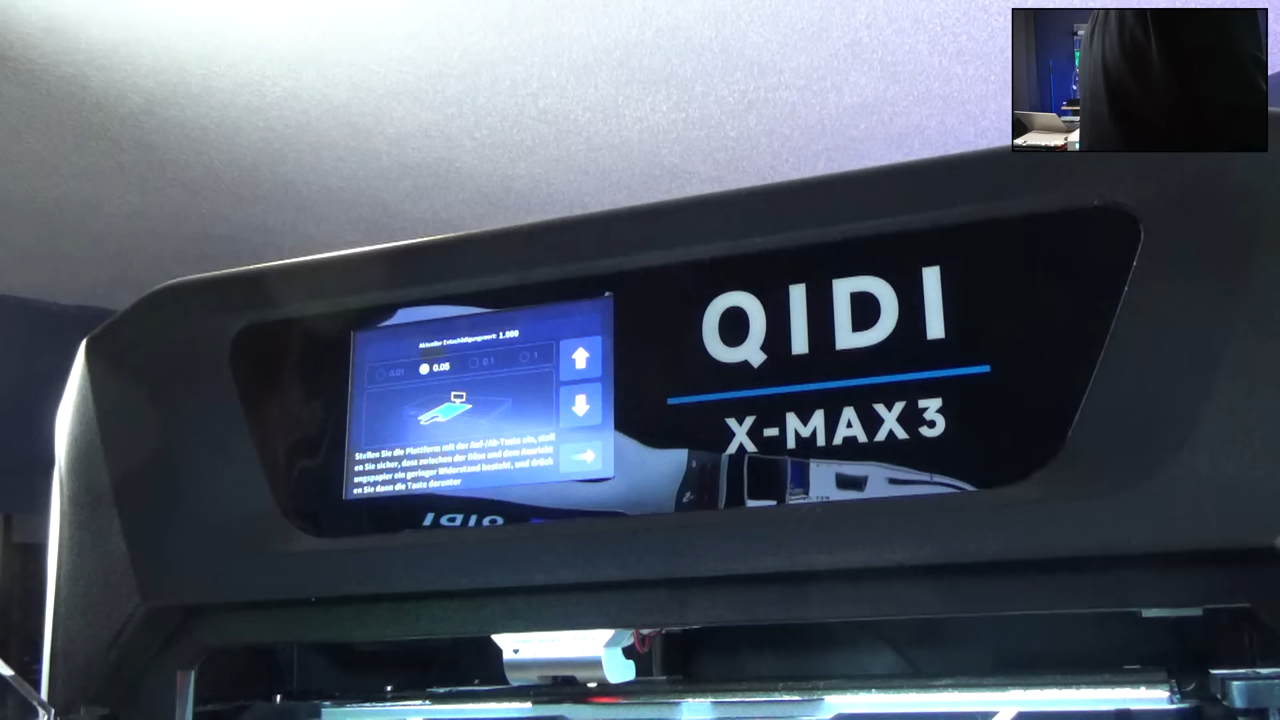 QIDI
X-MAX3
Aktueller Entschädigungswert: 1.000
0.01 0.05 0.1 1
Stellen Sie die Plattform mit der Auf-/Ab-Taste ein, stell
en Sie sicher, dass zwischen der Düse und dem Ausricht
ungspapier ein geringer Widerstand besteht, und drück
en Sie dann die Taste darunter
QIDI